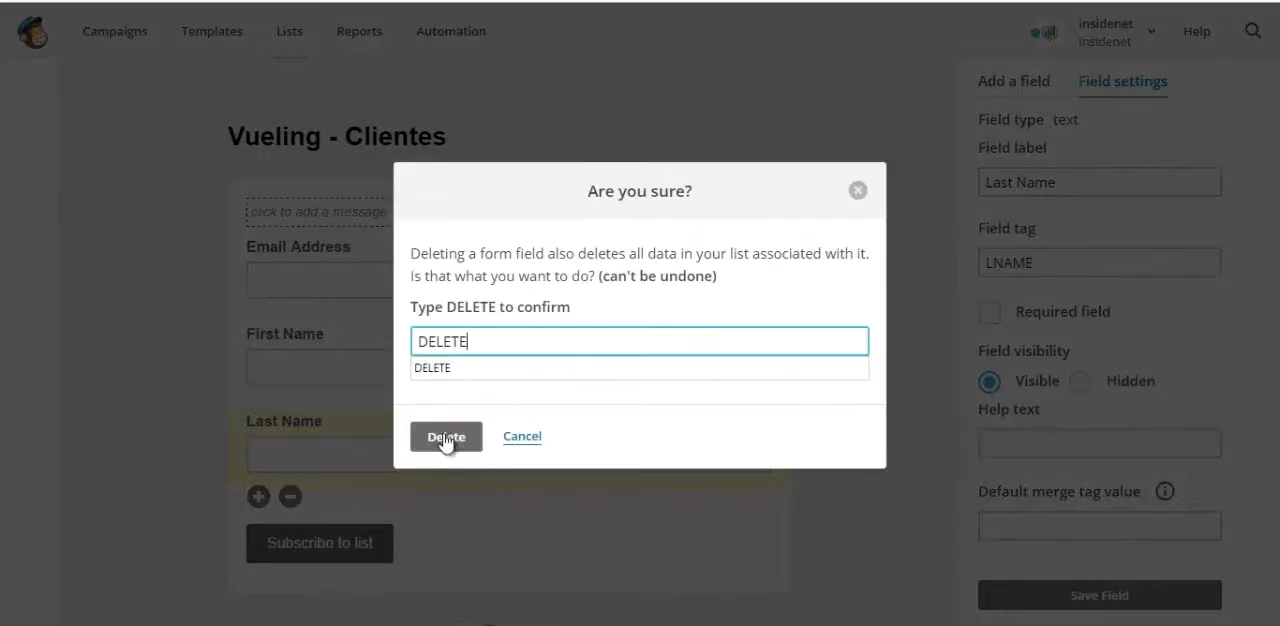 Campaigns Templates Lists Reports Automation
insidenet
insidenet
Help
Add a field Field settings
Vueling - Clientes
Field type text
Field label
Last Name
Field tag
LNAME
Required field
Field visibility
Visible Hidden
Help text
Default merge tag value
Save Field
click to add a message
Email Address
First Name
Last Name
Subscribe to list
Are you sure?
Deleting a form field also deletes all data in your list associated with it.
Is that what you want to do? (can't be undone)
Type DELETE to confirm
DELETE
DELETE
Delete Cancel